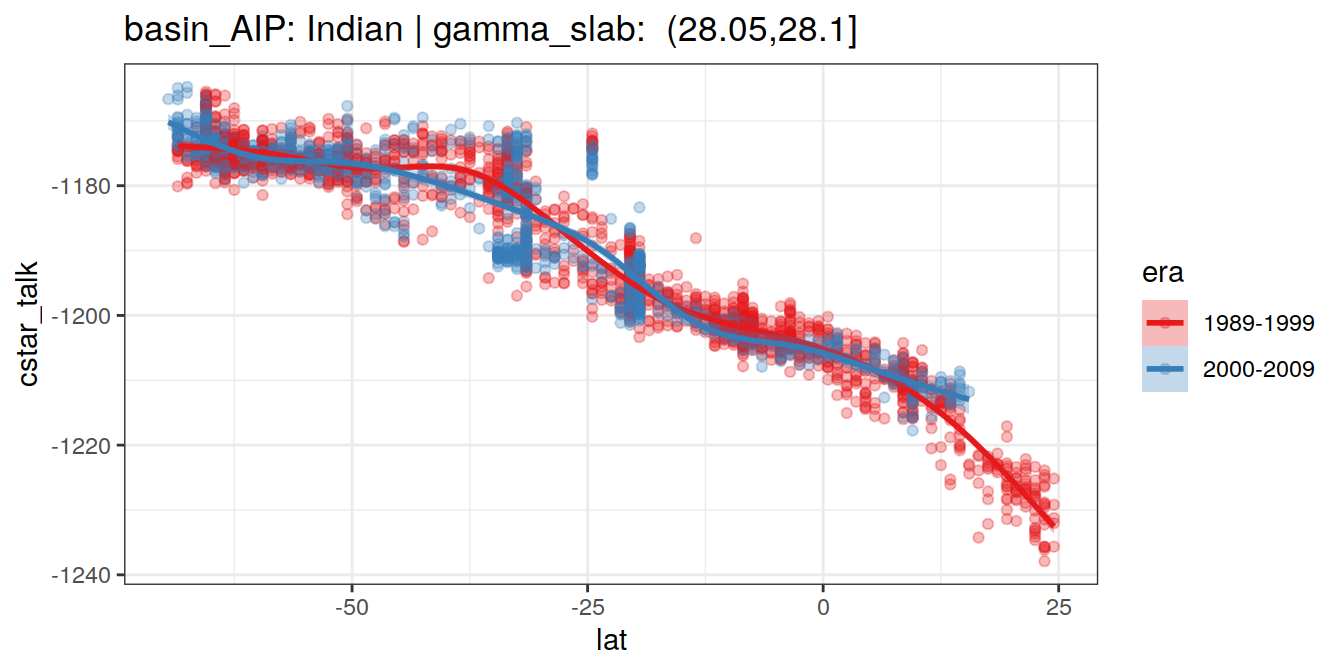 basin_AIP: Indian | gamma_slab:  (28.05,28.1]
-1180
-1200
-1220
-1240
cstar_talk
-50
-25
0
25
lat
era
1989-1999
2000-2009